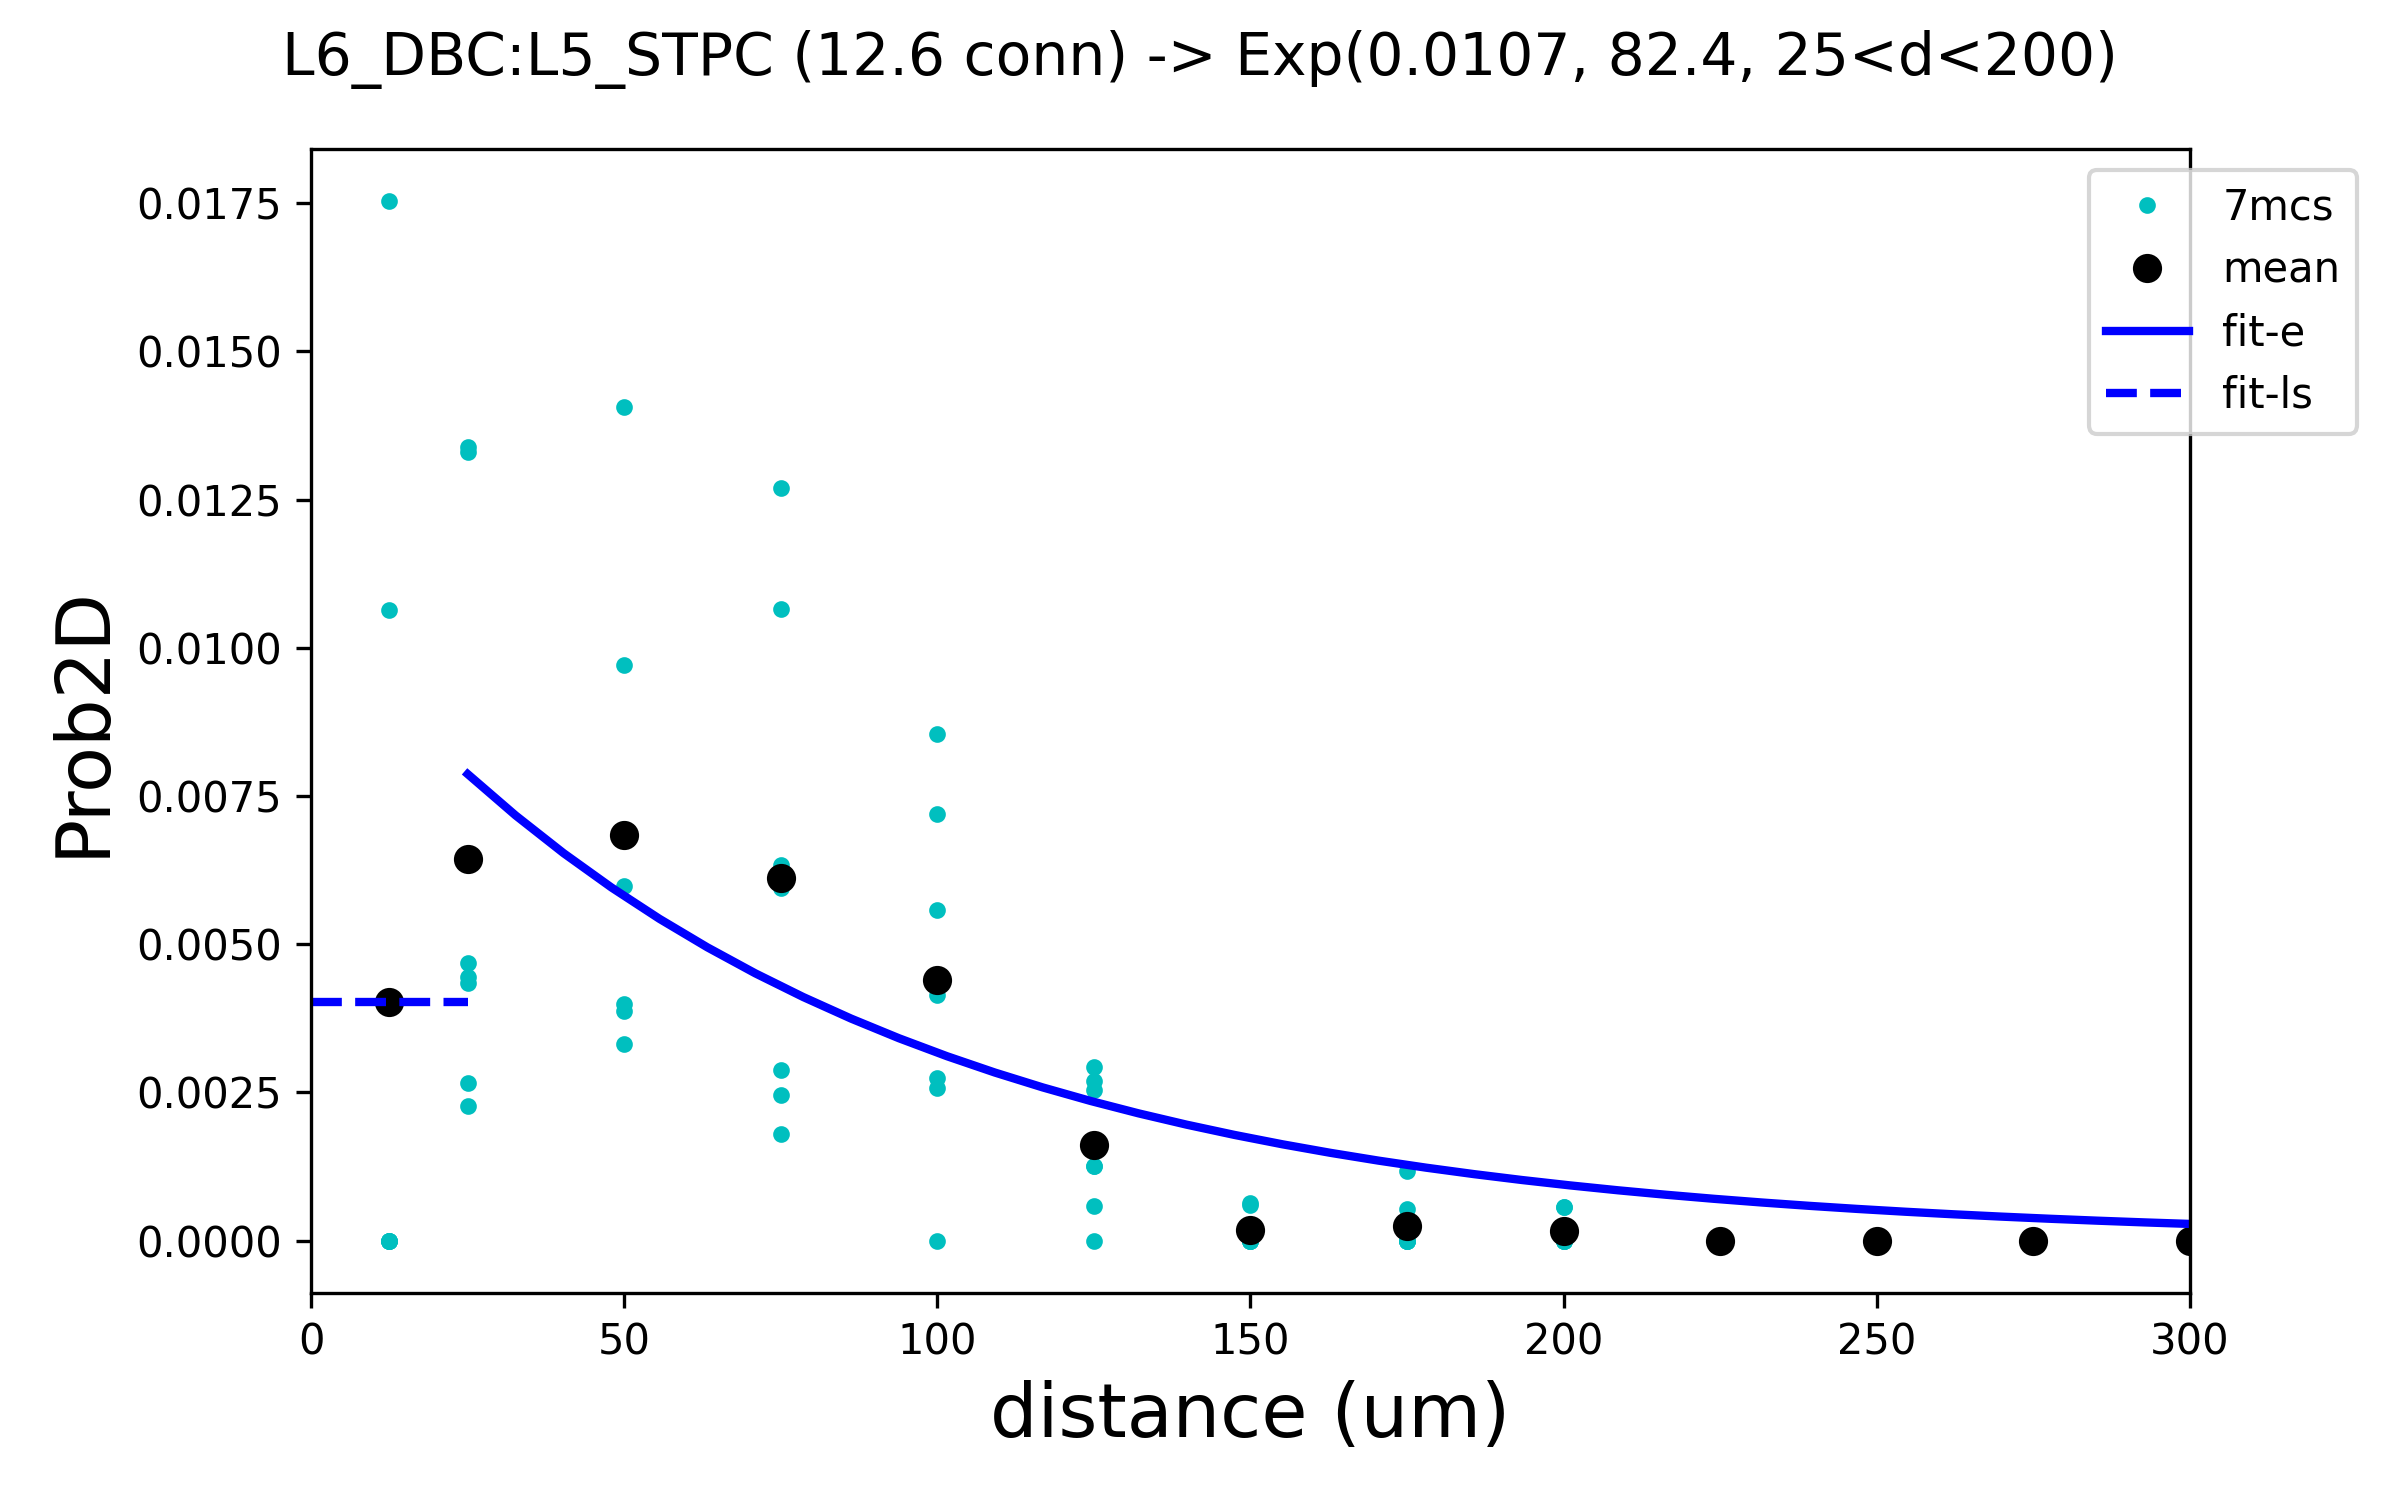 L6_DBC:L5_STPC (12.6 conn) -> Exp(0.0107, 82.4, 25<d<200)
0.0175
0.0150
0.0125
0.0100
0.0075
0.0050
0.0025
0.0000
Prob2D
7mcs
mean
fit-e
fit-ls
0 50 100 150 200 250 300
distance (um)